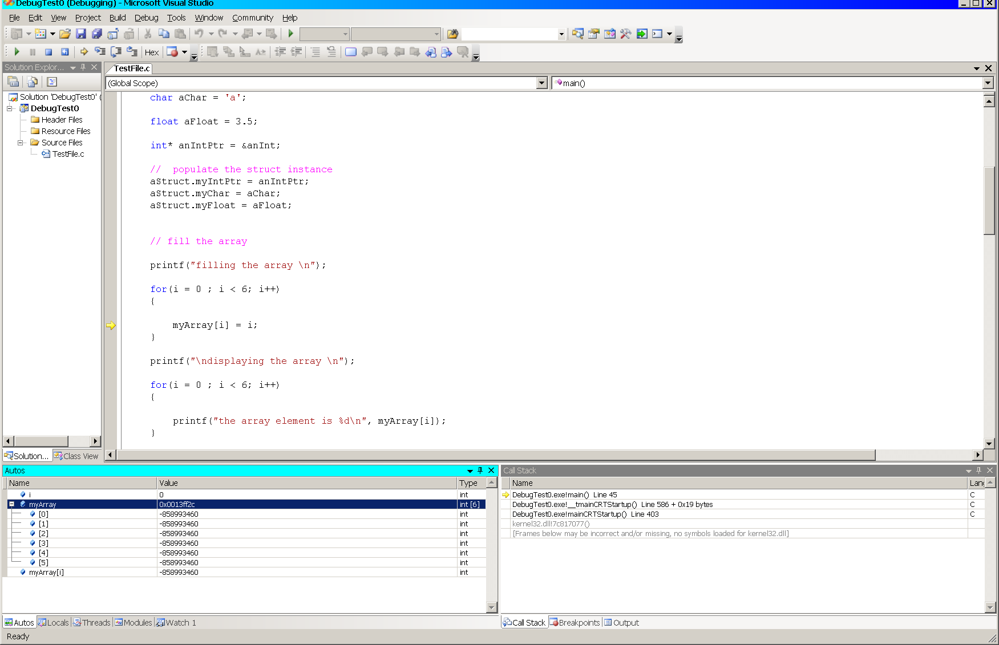 DebugTest0 (Debugging) - Microsoft Visual Studio
File Edit View Project Build Debug Tools Window Community Help
Hex
Solution Explor...
TestFile.c
(Global Scope)
main()
Solution 'DebugTest0' (
DebugTest0
Header Files
Resource Files
Source Files
TestFile.c
char aChar = 'a';
float aFloat = 3.5;
int* anIntPtr = &anInt;
//  populate the struct instance
aStruct.myIntPtr = anIntPtr;
aStruct.myChar = aChar;
aStruct.myFloat = aFloat;
// fill the array
printf("filling the array \n");
for(i = 0 ; i < 6; i++)
{
myArray[i] = i;
}
printf("\ndisplaying the array \n");
for(i = 0 ; i < 6; i++)
{
printf("the array element is %d\n", myArray[i]);
}
Solution... Class View
Autos
Name Value Type
i 0 int
myArray 0x0013ff2c int [6]
[0] -858993460 int
[1] -858993460 int
[2] -858993460 int
[3] -858993460 int
[4] -858993460 int
[5] -858993460 int
myArray[i] -858993460 int
Autos Locals Threads Modules Watch 1
Call Stack
Name Lang
DebugTest0.exe!main()  Line 45 C
DebugTest0.exe!__tmainCRTStartup()  Line 586 + 0x19 bytes C
DebugTest0.exe!mainCRTStartup()  Line 403 C
kernel32.dll!7c817077()
[Frames below may be incorrect and/or missing, no symbols loaded for kernel32.dll]
Call Stack Breakpoints Output
Ready